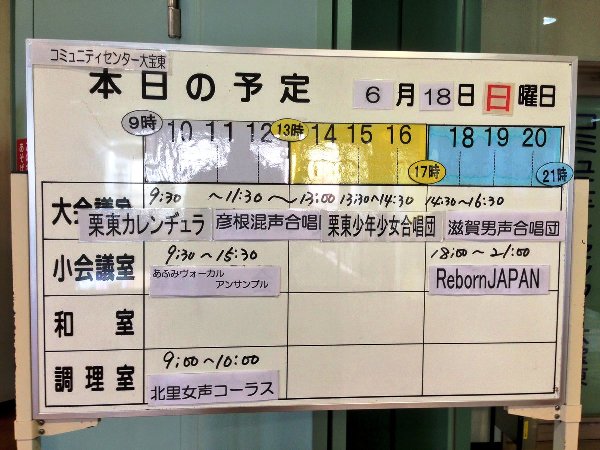 コミュニティセンター大宝東
本日の予定
6月18日日曜日
9時 10 11 12 13時 14 15 16 17時 18 19 20 21時
大会議室 9:30 ~11:30 ~13:00 13:30~14:30 14:30~16:30
栗東カレンヂュラ 彦根混声合唱 栗東少年少女合唱団 滋賀男声合唱団
小会議室 9:30~15:30 18:00~21:00
あふみヴォーカル
アンサンブル
RebornJAPAN
和室
調理室 9:00~10:00
北里女声コーラス